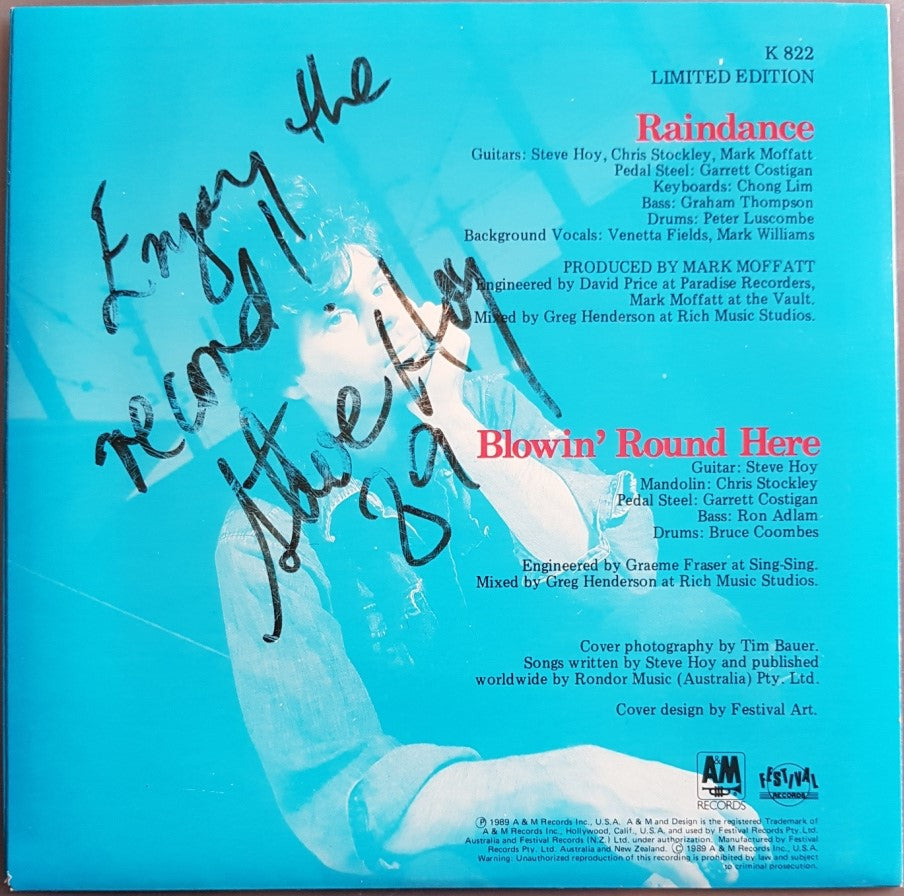 K 822
LIMITED EDITION
Raindance
Guitars: Steve Hoy, Chris Stockley, Mark Moffatt
Pedal Steel: Garrett Costigan
Keyboards: Chong Lim
Bass: Graham Thompson
Drums: Peter Luscombe
Background Vocals: Venetta Fields, Mark Williams
PRODUCED BY MARK MOFFATT
Engineered by David Price at Paradise Recorders,
Mark Moffatt at the Vault.
Mixed by Greg Henderson at Rich Music Studios.
Enjoy the
record!!
Steve Hoy
89
Blowin' Round Here
Guitar: Steve Hoy
Mandolin: Chris Stockley
Pedal Steel: Garrett Costigan
Bass: Ron Adlam
Drums: Bruce Coombes
Engineered by Graeme Fraser at Sing-Sing.
Mixed by Greg Henderson at Rich Music Studios.
Cover photography by Tim Bauer.
Songs written by Steve Hoy and published
worldwide by Rondor Music (Australia) Pty. Ltd.
Cover design by Festival Art.
A&M
RECORDS
FESTIVAL
RECORDS
Ⓟ 1989 A & M Records Inc., U.S.A. A & M and Design is the registered Trademark of
A & M Records Inc., Hollywood, Calif., U.S.A. and used by Festival Records Pty. Ltd.
Australia and Festival Records (N.Z.) Ltd. under authorization. Manufactured by Festival
Records Pty. Ltd. Australia and New Zealand. © 1989 A & M Records Inc., U.S.A.
Warning: Unauthorized reproduction of this recording is prohibited by law and subject
to criminal prosecution.